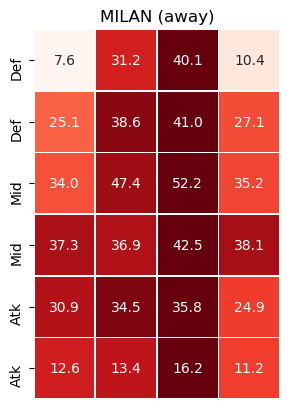 MILAN (away)
Def 7.6 31.2 40.1 10.4
Def 25.1 38.6 41.0 27.1
Mid 34.0 47.4 52.2 35.2
Mid 37.3 36.9 42.5 38.1
Atk 30.9 34.5 35.8 24.9
Atk 12.6 13.4 16.2 11.2